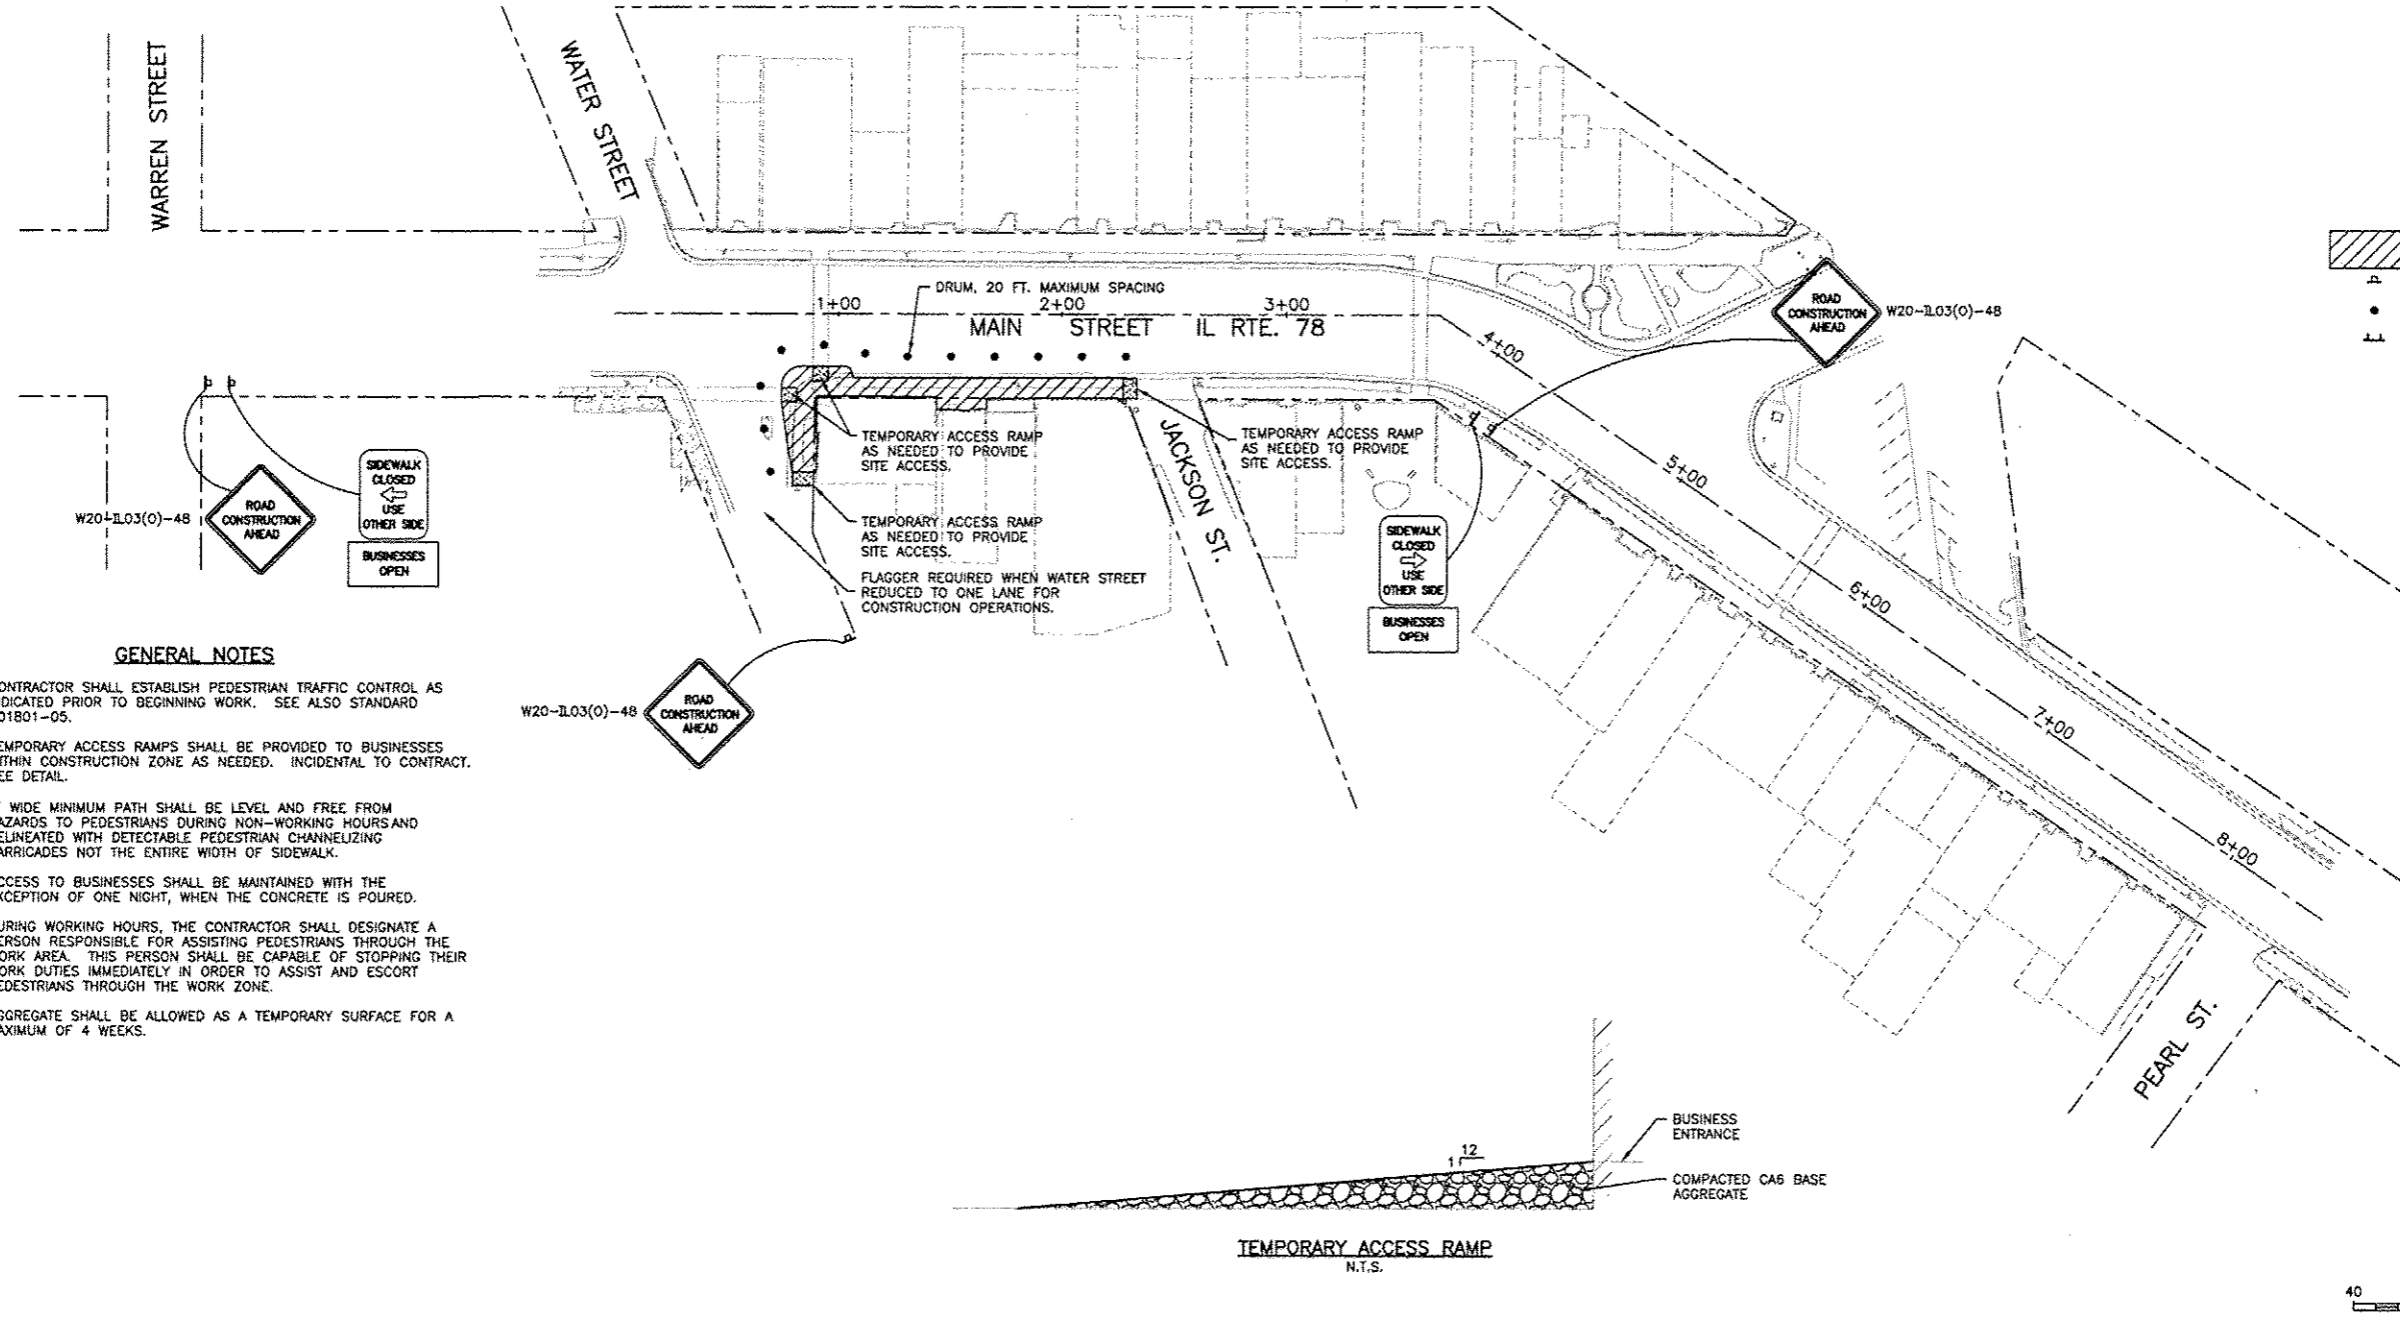 WARREN STREET
WATER STREET
DRUM, 20 FT. MAXIMUM SPACING
1+00
2+00
3+00
MAIN STREET IL RTE. 78
4+00
5+00
6+00
7+00
8+00
ROAD
CONSTRUCTION
AHEAD
W20-IL03(O)-48
TEMPORARY ACCESS RAMP
AS NEEDED TO PROVIDE
SITE ACCESS.
TEMPORARY ACCESS RAMP
AS NEEDED TO PROVIDE
SITE ACCESS.
JACKSON ST.
W20-IL03(O)-48
ROAD
CONSTRUCTION
AHEAD
SIDEWALK
CLOSED
USE
OTHER SIDE
BUSINESSES
OPEN
TEMPORARY ACCESS RAMP
AS NEEDED TO PROVIDE
SITE ACCESS.
FLAGGER REQUIRED WHEN WATER STREET
REDUCED TO ONE LANE FOR
CONSTRUCTION OPERATIONS.
SIDEWALK
CLOSED
USE
OTHER SIDE
BUSINESSES
OPEN
W20-IL03(O)-48
ROAD
CONSTRUCTION
AHEAD
GENERAL NOTES
ONTRACTOR SHALL ESTABLISH PEDESTRIAN TRAFFIC CONTROL AS
DICATED PRIOR TO BEGINNING WORK. SEE ALSO STANDARD
01801-05.
EMPORARY ACCESS RAMPS SHALL BE PROVIDED TO BUSINESSES
ITHIN CONSTRUCTION ZONE AS NEEDED. INCIDENTAL TO CONTRACT.
EE DETAIL.
WIDE MINIMUM PATH SHALL BE LEVEL AND FREE FROM
AZARDS TO PEDESTRIANS DURING NON-WORKING HOURS AND
ELINEATED WITH DETECTABLE PEDESTRIAN CHANNELIZING
ARRICADES NOT THE ENTIRE WIDTH OF SIDEWALK.
CCESS TO BUSINESSES SHALL BE MAINTAINED WITH THE
XCEPTION OF ONE NIGHT, WHEN THE CONCRETE IS POURED.
URING WORKING HOURS, THE CONTRACTOR SHALL DESIGNATE A
ERSON RESPONSIBLE FOR ASSISTING PEDESTRIANS THROUGH THE
ORK AREA. THIS PERSON SHALL BE CAPABLE OF STOPPING THEIR
ORK DUTIES IMMEDIATELY IN ORDER TO ASSIST AND ESCORT
EDESTRIANS THROUGH THE WORK ZONE.
GGREGATE SHALL BE ALLOWED AS A TEMPORARY SURFACE FOR A
AXIMUM OF 4 WEEKS.
PEARL ST.
12
1
BUSINESS
ENTRANCE
COMPACTED CA6 BASE
AGGREGATE
TEMPORARY ACCESS RAMP
N.T.S.
40